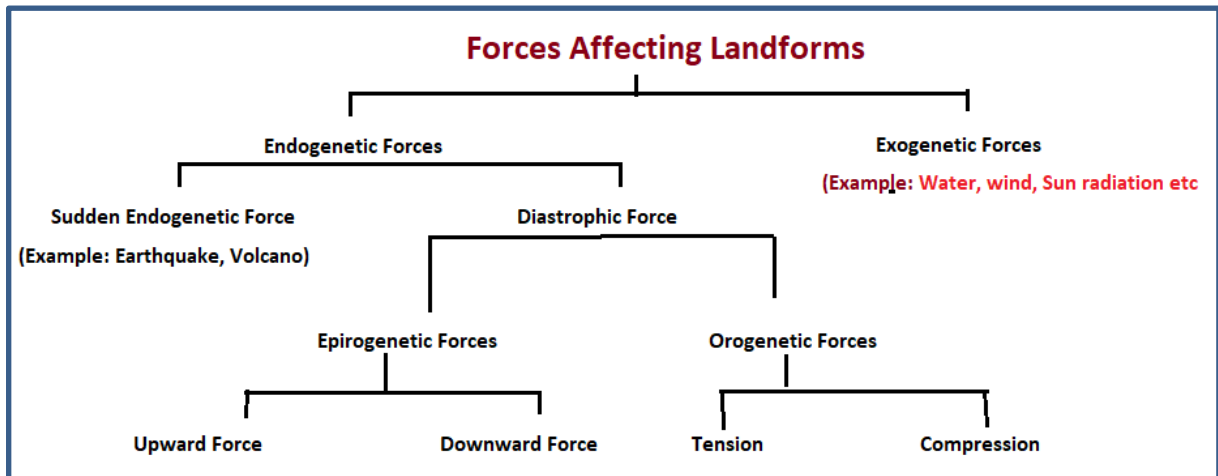 Forces Affecting Landforms
Endogenetic Forces
Exogenetic Forces
(Example: Water, wind, Sun radiation etc
Sudden Endogenetic Force
Diastrophic Force
(Example: Earthquake, Volcano)
Epirogenetic Forces
Orogenetic Forces
Upward Force
Downward Force
Tension
Compression